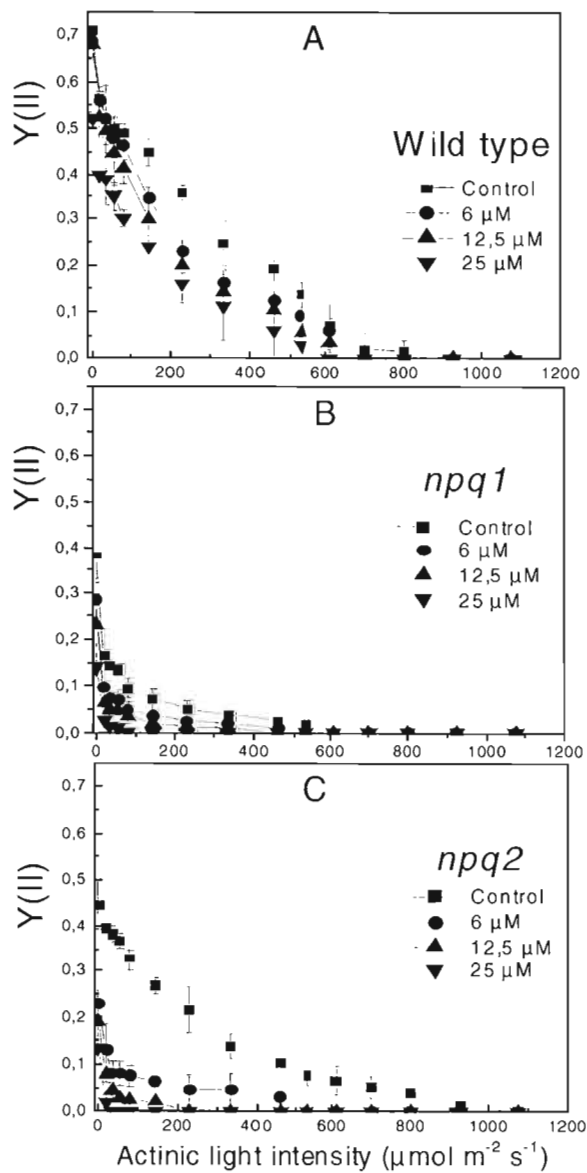 A
0,7
0,6
0,5
0,4
0,3
0,2
0,1
0,0
Y(II)
Wild type
Control
6 µM
12,5 µM
25 µM
0 200 400 600 800 1000 1200
B
0,7
0,6
0,5
0,4
0,3
0,2
0,1
0,0
Y(II)
npq1
Control
6 µM
12,5 µM
25 µM
0 200 400 600 800 1000 1200
C
0,7
0,6
0,5
0,4
0,3
0,2
0,1
0,0
Y(II)
npq2
Control
6 µM
12,5 µM
25 µM
0 200 400 600 800 1000 1200
Actinic light intensity (µmol m⁻² s⁻¹)